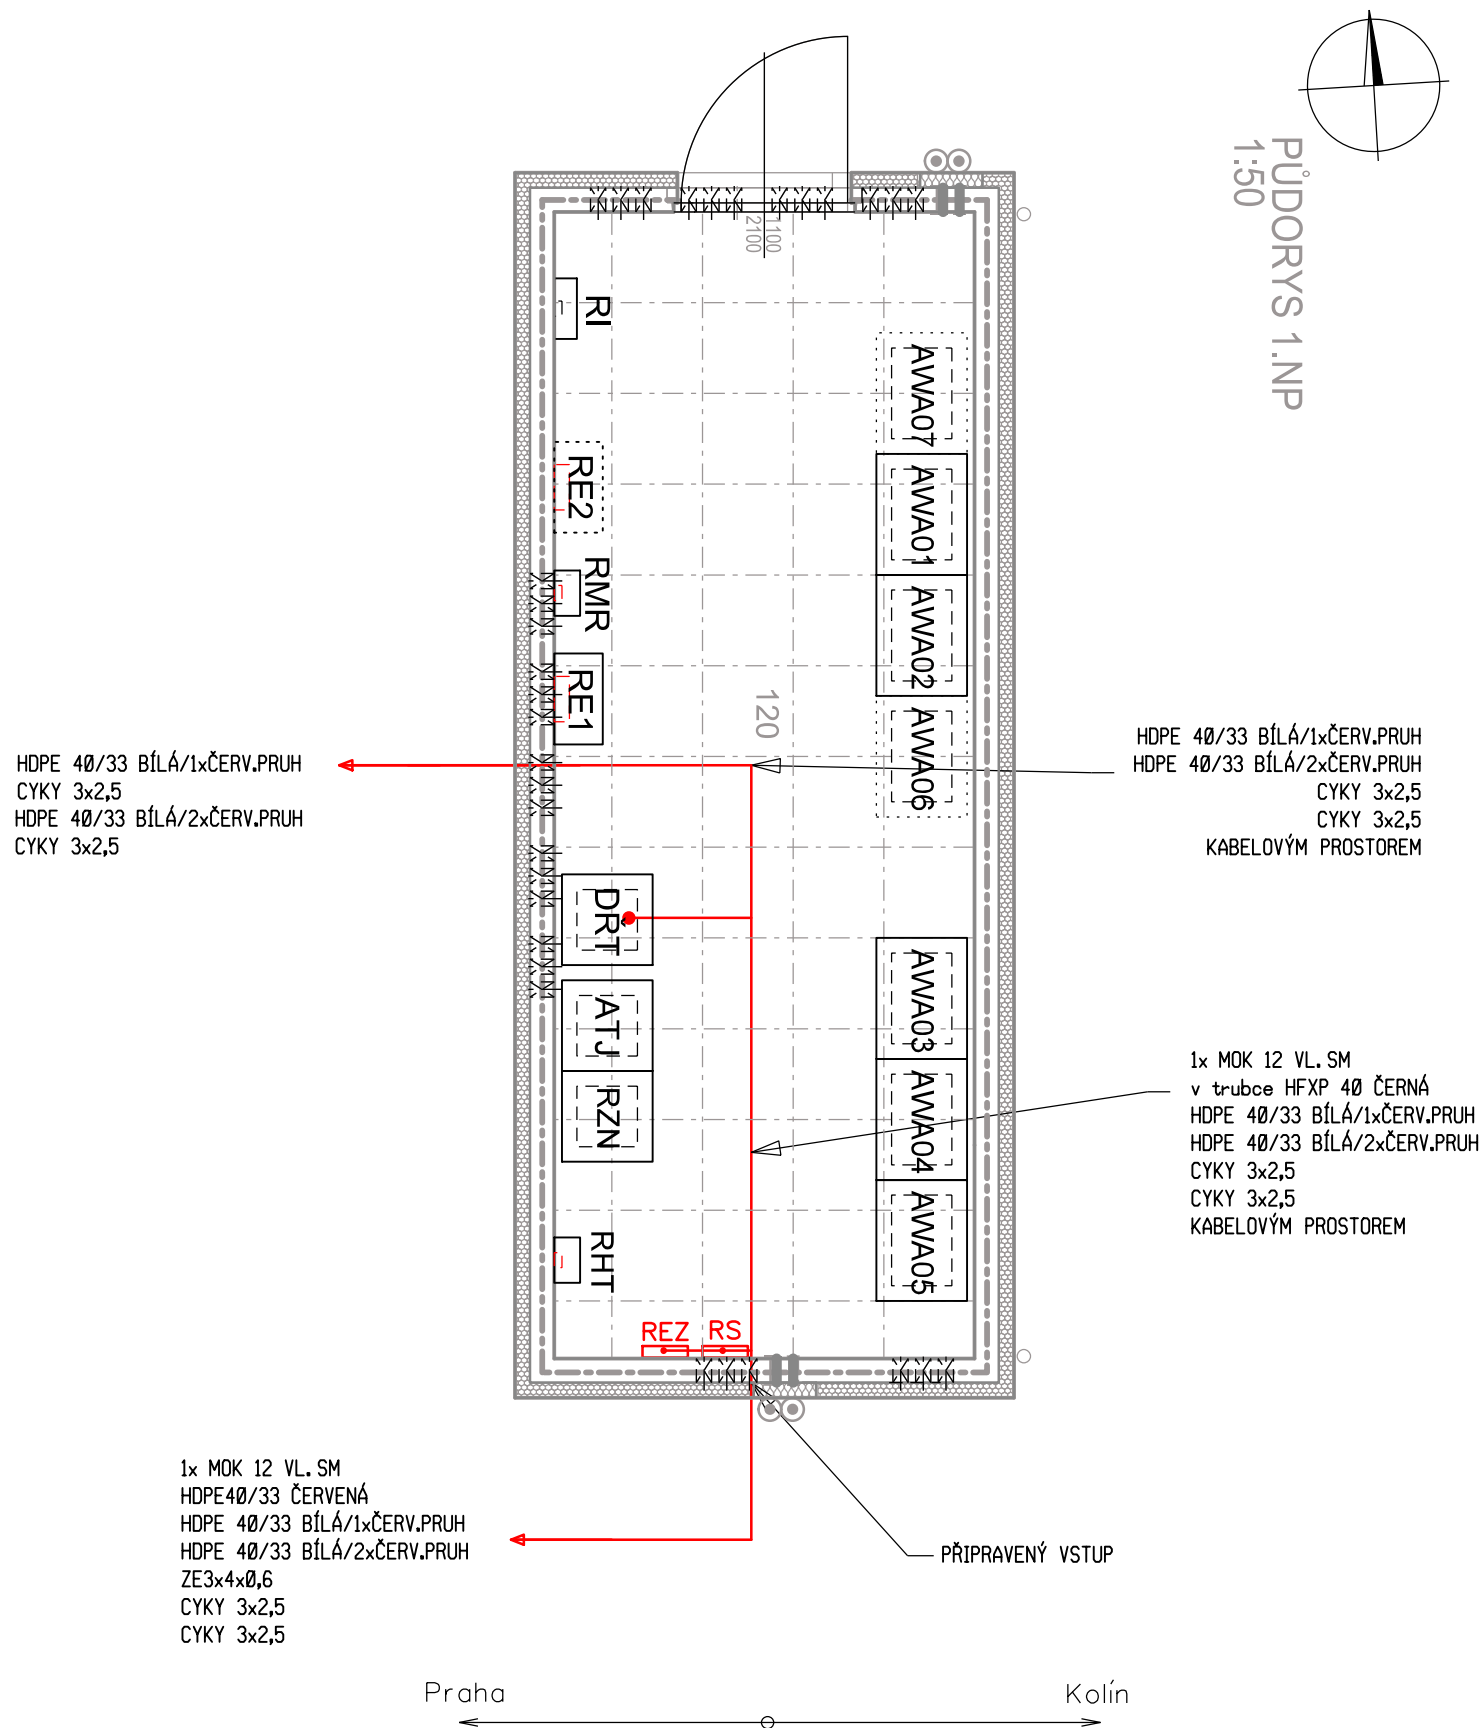 PŮDORYS 1.NP
1:50
1100
2100
RI
AWA07
RE2
AWA01
RMR
AWA02
RE1
120
AWA06
HDPE 40/33 BÍLÁ/1xČERV.PRUH
CYKY 3x2,5
HDPE 40/33 BÍLÁ/2xČERV.PRUH
CYKY 3x2,5
HDPE 40/33 BÍLÁ/1xČERV.PRUH
HDPE 40/33 BÍLÁ/2xČERV.PRUH
CYKY 3x2,5
CYKY 3x2,5
KABELOVÝM PROSTOREM
DŘT
AWA03
ATJ
RZN
AWA04
1x MOK 12 VL. SM
v trubce HFXP 40 ČERNÁ
HDPE 40/33 BÍLÁ/1xČERV.PRUH
HDPE 40/33 BÍLÁ/2xČERV.PRUH
CYKY 3x2,5
CYKY 3x2,5
KABELOVÝM PROSTOREM
AWA05
RHT
REZ
RS
1x MOK 12 VL. SM
HDPE40/33 ČERVENÁ
HDPE 40/33 BÍLÁ/1xČERV.PRUH
HDPE 40/33 BÍLÁ/2xČERV.PRUH
ZE3x4x0,6
CYKY 3x2,5
CYKY 3x2,5
PŘIPRAVENÝ VSTUP
Praha
Kolín